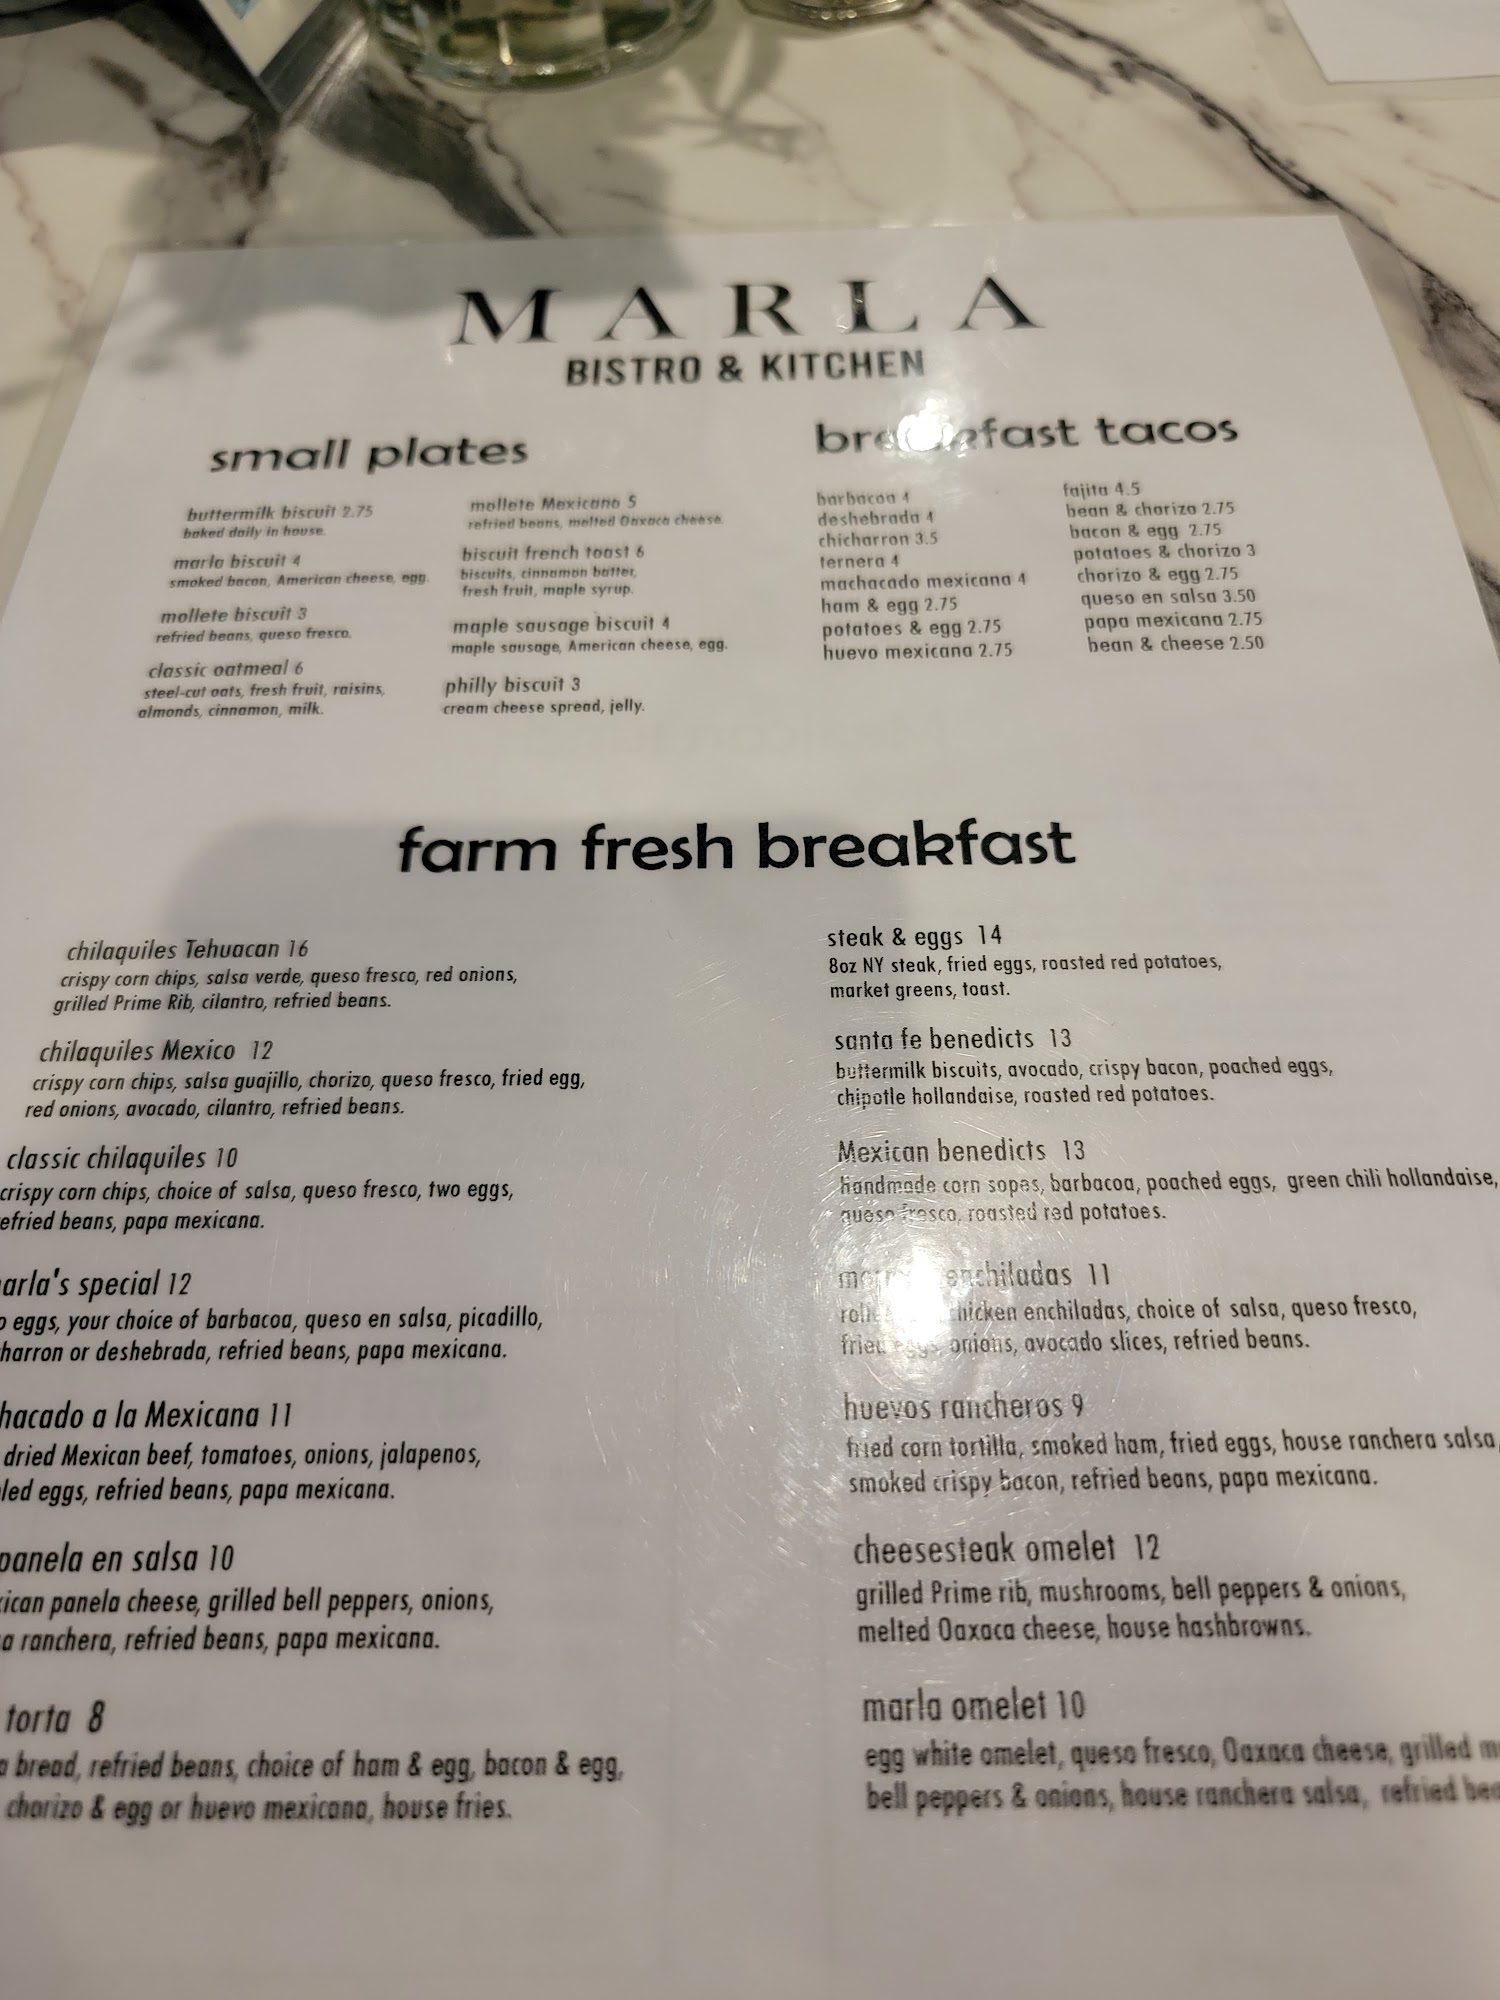 MARLA
BISTRO & KITCHEN
small plates
buttermilk biscuit 2.75
baked daily in house.
marla biscuit 4
smoked bacon, American cheese, egg.
mollete biscuit 3
refried beans, queso fresco.
classic oatmeal 6
steel-cut oats, fresh fruit, raisins,
almonds, cinnamon, milk.
mollete Mexicano 5
refried beans, melted Oaxaca cheese.
biscuit french toast 6
biscuits, cinnamon batter,
fresh fruit, maple syrup.
maple sausage biscuit 4
maple sausage, American cheese, egg.
philly biscuit 3
cream cheese spread, jelly.
breakfast tacos
barbacoa 4
deshebrada 4
chicharron 3.5
ternera 4
machacado mexicana 4
ham & egg 2.75
potatoes & egg 2.75
huevo mexicana 2.75
fajita 4.5
bean & chorizo 2.75
bacon & egg 2.75
potatoes & chorizo 3
chorizo & egg 2.75
queso en salsa 3.50
papa mexicana 2.75
bean & cheese 2.50
farm fresh breakfast
chilaquiles Tehuacan 16
crispy corn chips, salsa verde, queso fresco, red onions,
grilled Prime Rib, cilantro, refried beans.
chilaquiles Mexico 12
crispy corn chips, salsa guajillo, chorizo, queso fresco, fried egg,
red onions, avocado, cilantro, refried beans.
classic chilaquiles 10
crispy corn chips, choice of salsa, queso fresco, two eggs,
efried beans, papa mexicana.
arla's special 12
o eggs, your choice of barbacoa, queso en salsa, picadillo,
harron or deshebrada, refried beans, papa mexicana.
hacado a la Mexicana 11
dried Mexican beef, tomatoes, onions, jalapenos,
led eggs, refried beans, papa mexicana.
panela en salsa 10
ican panela cheese, grilled bell peppers, onions,
a ranchera, refried beans, papa mexicana.
torta 8
bread, refried beans, choice of ham & egg, bacon & egg,
chorizo & egg or huevo mexicana, house fries.
steak & eggs 14
8oz NY steak, fried eggs, roasted red potatoes,
market greens, toast.
santa fe benedicts 13
buttermilk biscuits, avocado, crispy bacon, poached eggs,
chipotle hollandaise, roasted red potatoes.
Mexican benedicts 13
handmade corn sopes, barbacoa, poached eggs, green chili hollandaise,
queso fresco, roasted red potatoes.
enchiladas 11
chicken enchiladas, choice of salsa, queso fresco,
fried eggs, onions, avocado slices, refried beans.
huevos rancheros 9
fried corn tortilla, smoked ham, fried eggs, house ranchera salsa,
smoked crispy bacon, refried beans, papa mexicana.
cheesesteak omelet 12
grilled Prime rib, mushrooms, bell peppers & onions,
melted Oaxaca cheese, house hashbrowns.
marla omelet 10
egg white omelet, queso fresco, Oaxaca cheese, grilled m
bell peppers & onions, house ranchera salsa, refried bea